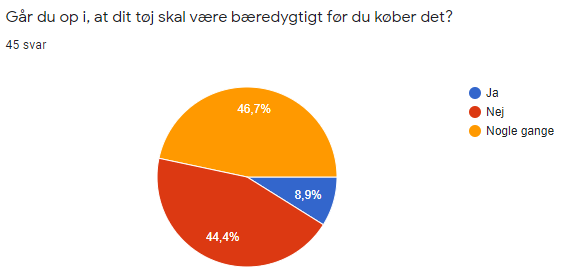 Går du op i, at dit tøj skal være bæredygtigt før du køber det?
45 svar
Ja
Nej
Nogle gange
46,7%
8,9%
44,4%